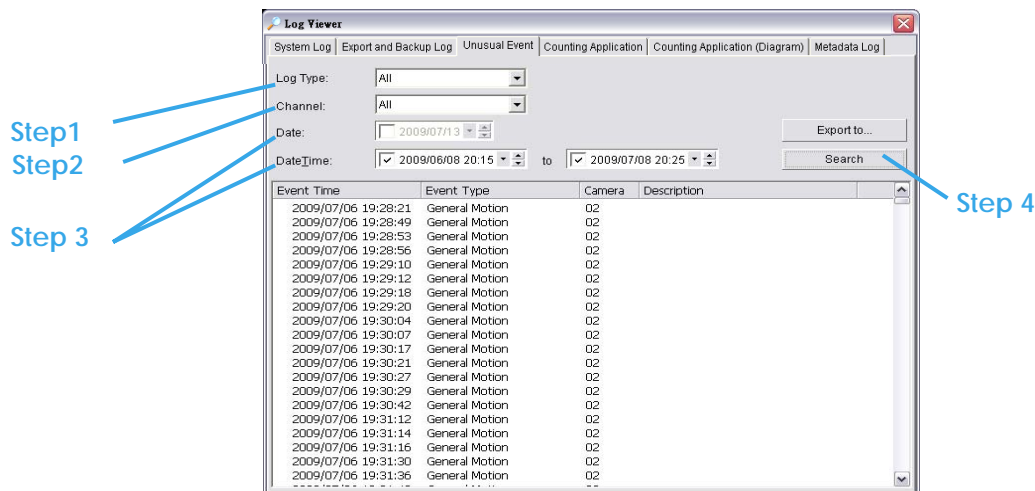 Log Viewer
System Log Export and Backup Log Unusual Event Counting Application Counting Application (Diagram) Metadata Log
Log Type: All
Channel: All
Date: 2009/07/13 Export to...
DateTime: 2009/06/08 20:15 to 2009/07/08 20:25 Search
Step1
Step2
Step 3
Step 4
Event Time Event Type Camera Description
2009/07/06 19:28:21 General Motion 02
2009/07/06 19:28:49 General Motion 02
2009/07/06 19:28:53 General Motion 02
2009/07/06 19:28:56 General Motion 02
2009/07/06 19:29:10 General Motion 02
2009/07/06 19:29:12 General Motion 02
2009/07/06 19:29:18 General Motion 02
2009/07/06 19:29:20 General Motion 02
2009/07/06 19:30:04 General Motion 02
2009/07/06 19:30:07 General Motion 02
2009/07/06 19:30:17 General Motion 02
2009/07/06 19:30:21 General Motion 02
2009/07/06 19:30:27 General Motion 02
2009/07/06 19:30:29 General Motion 02
2009/07/06 19:30:42 General Motion 02
2009/07/06 19:31:12 General Motion 02
2009/07/06 19:31:14 General Motion 02
2009/07/06 19:31:16 General Motion 02
2009/07/06 19:31:30 General Motion 02
2009/07/06 19:31:36 General Motion 02